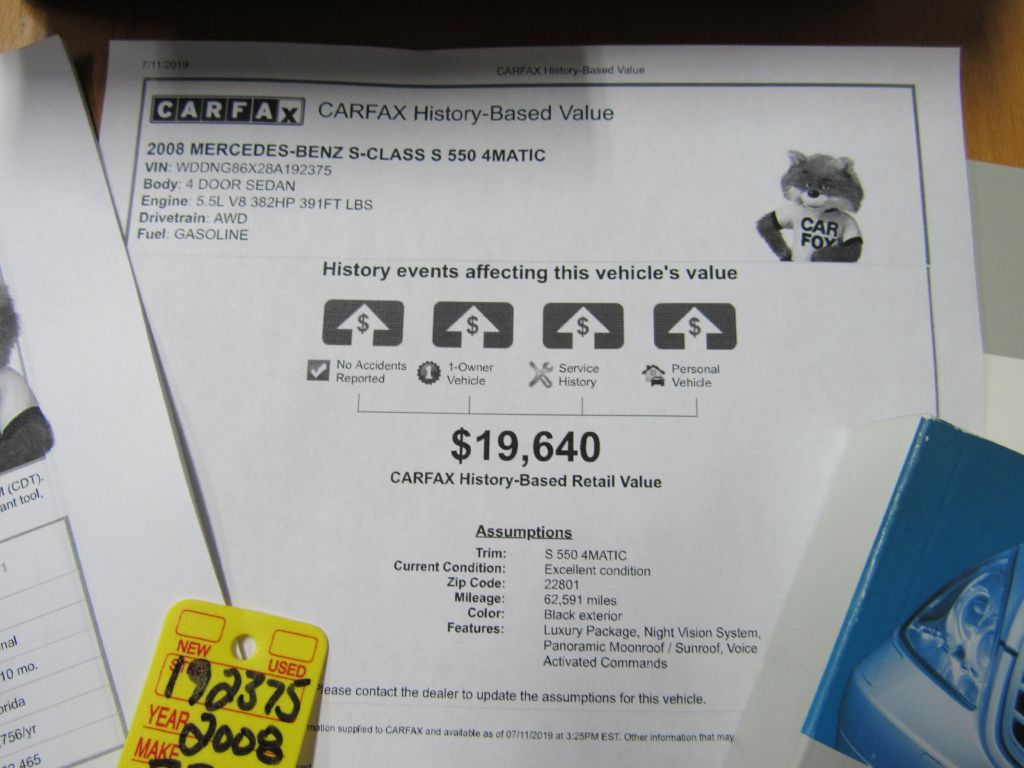 7/11/2019
CARFAX History-Based Value
CARFAX CARFAX History-Based Value
2008 MERCEDES-BENZ S-CLASS S 550 4MATIC
VIN: WDDNG86X28A192375
Body: 4 DOOR SEDAN
Engine: 5.5L V8 382HP 391FT LBS
Drivetrain: AWD
Fuel: GASOLINE
CAR
FOX
History events affecting this vehicle's value
$ $ $ $
No Accidents
Reported
1-Owner
Vehicle
Service
History
Personal
Vehicle
$19,640
CARFAX History-Based Retail Value
Assumptions
Trim: S 550 4MATIC
Current Condition: Excellent condition
Zip Code: 22801
Mileage: 62,591 miles
Color: Black exterior
Features: Luxury Package, Night Vision System,
Panoramic Moonroof / Sunroof, Voice
Activated Commands
lease contact the dealer to update the assumptions for this vehicle.
supplied to CARFAX and available as of 07/11/2019 at 3:25PM EST. Other information that may
(CDT).
ant tool,
1
nal
10 mo.
orida
756/yr
465
NEW
USED
192375
YEAR 2008
MAKE